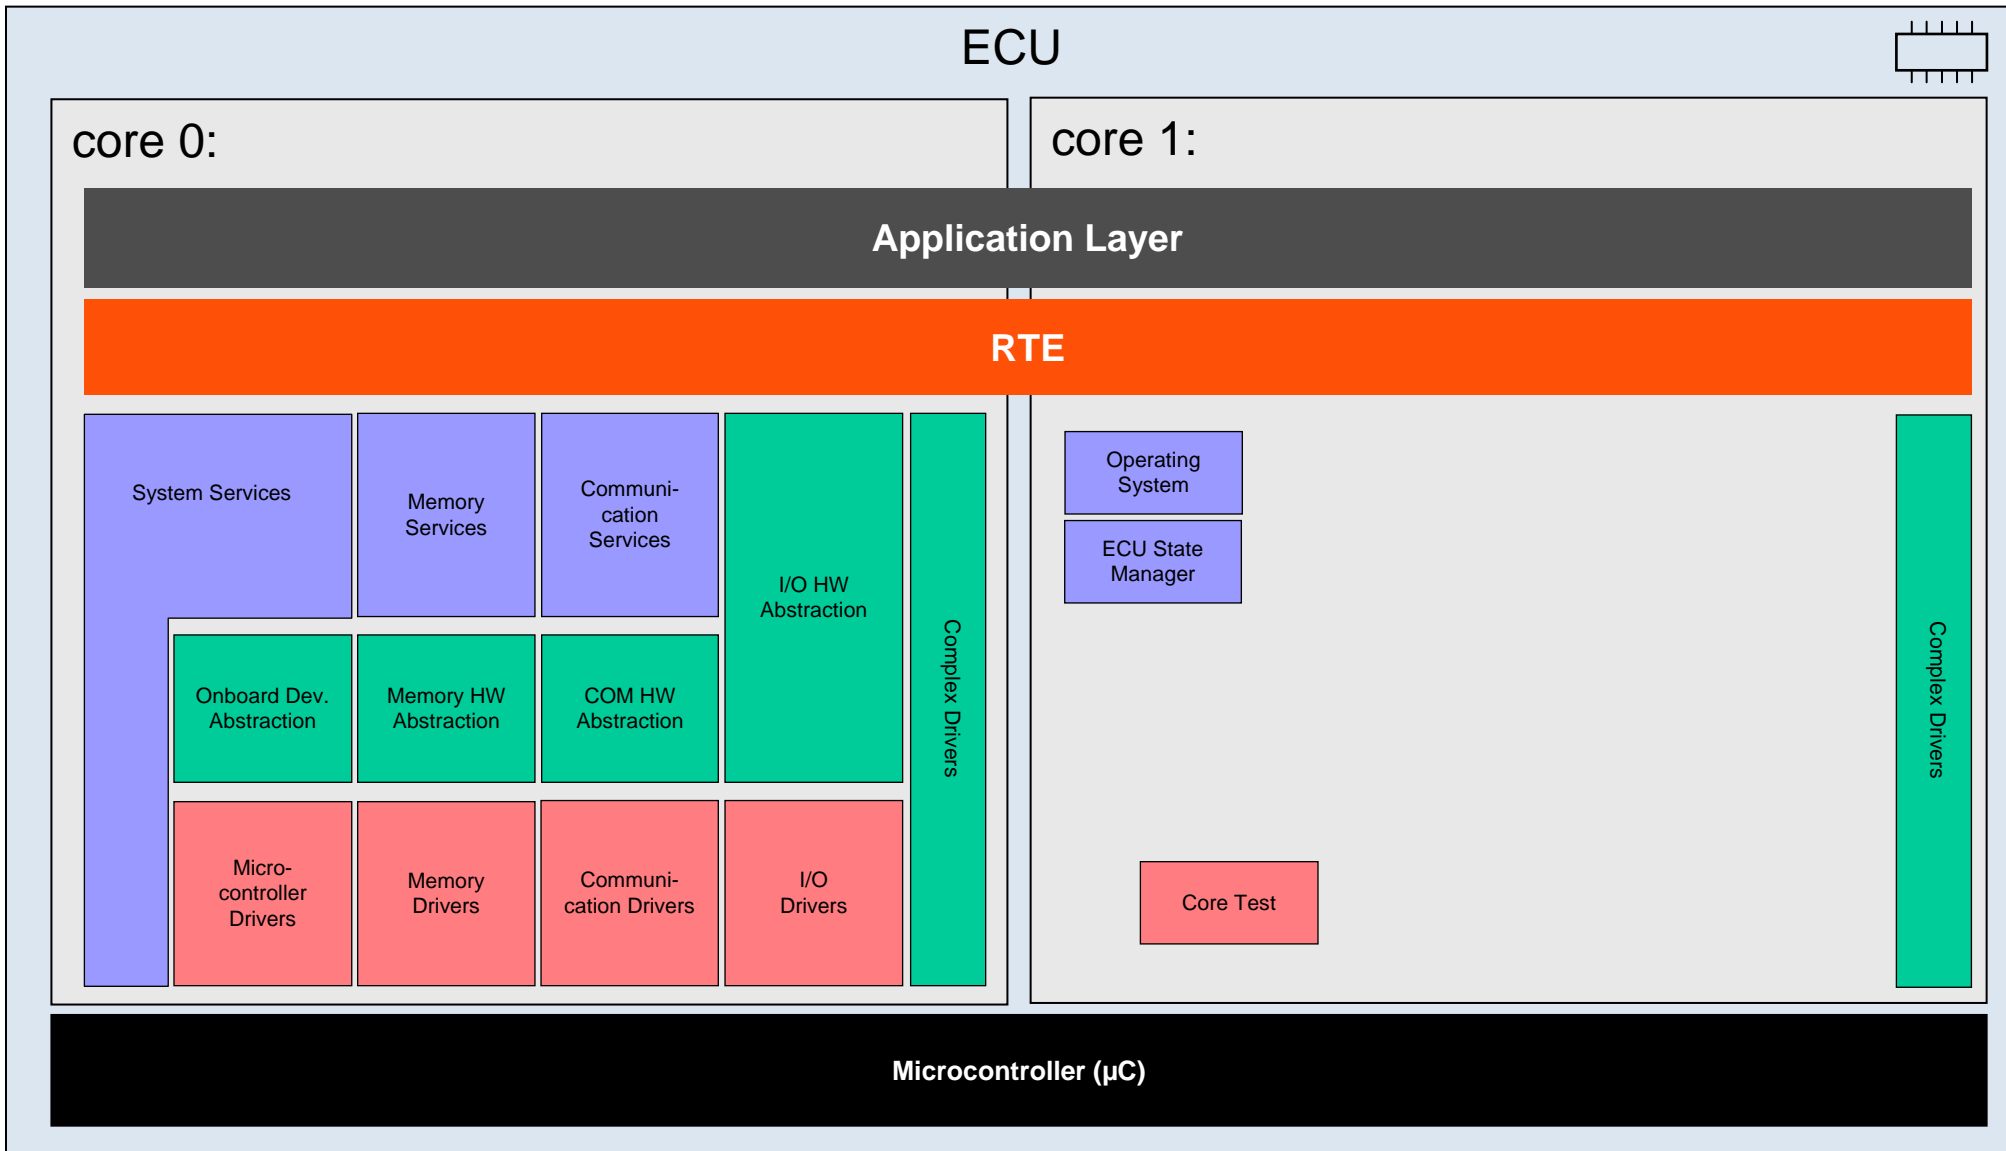 ECU
core 0:
core 1:
Application Layer
RTE
System Services
Memory
Services
Communi-
cation
Services
I/O HW
Abstraction
Complex Drivers
Onboard Dev.
Abstraction
Memory HW
Abstraction
COM HW
Abstraction
Micro-
controller
Drivers
Memory
Drivers
Communi-
cation Drivers
I/O
Drivers
Operating
System
ECU State
Manager
Core Test
Complex Drivers
Microcontroller (µC)